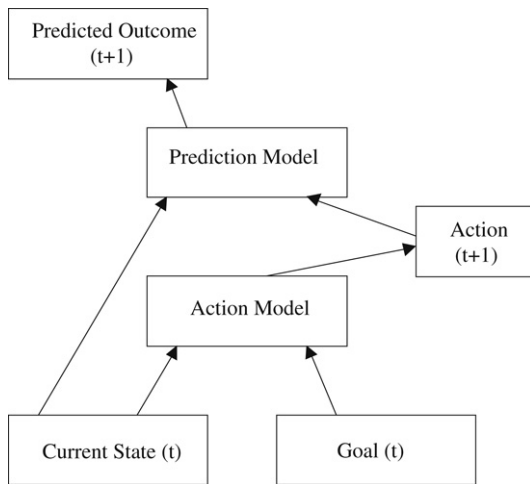 Predicted Outcome
(t+1)
Prediction Model
Action
(t+1)
Action Model
Current State (t)
Goal (t)